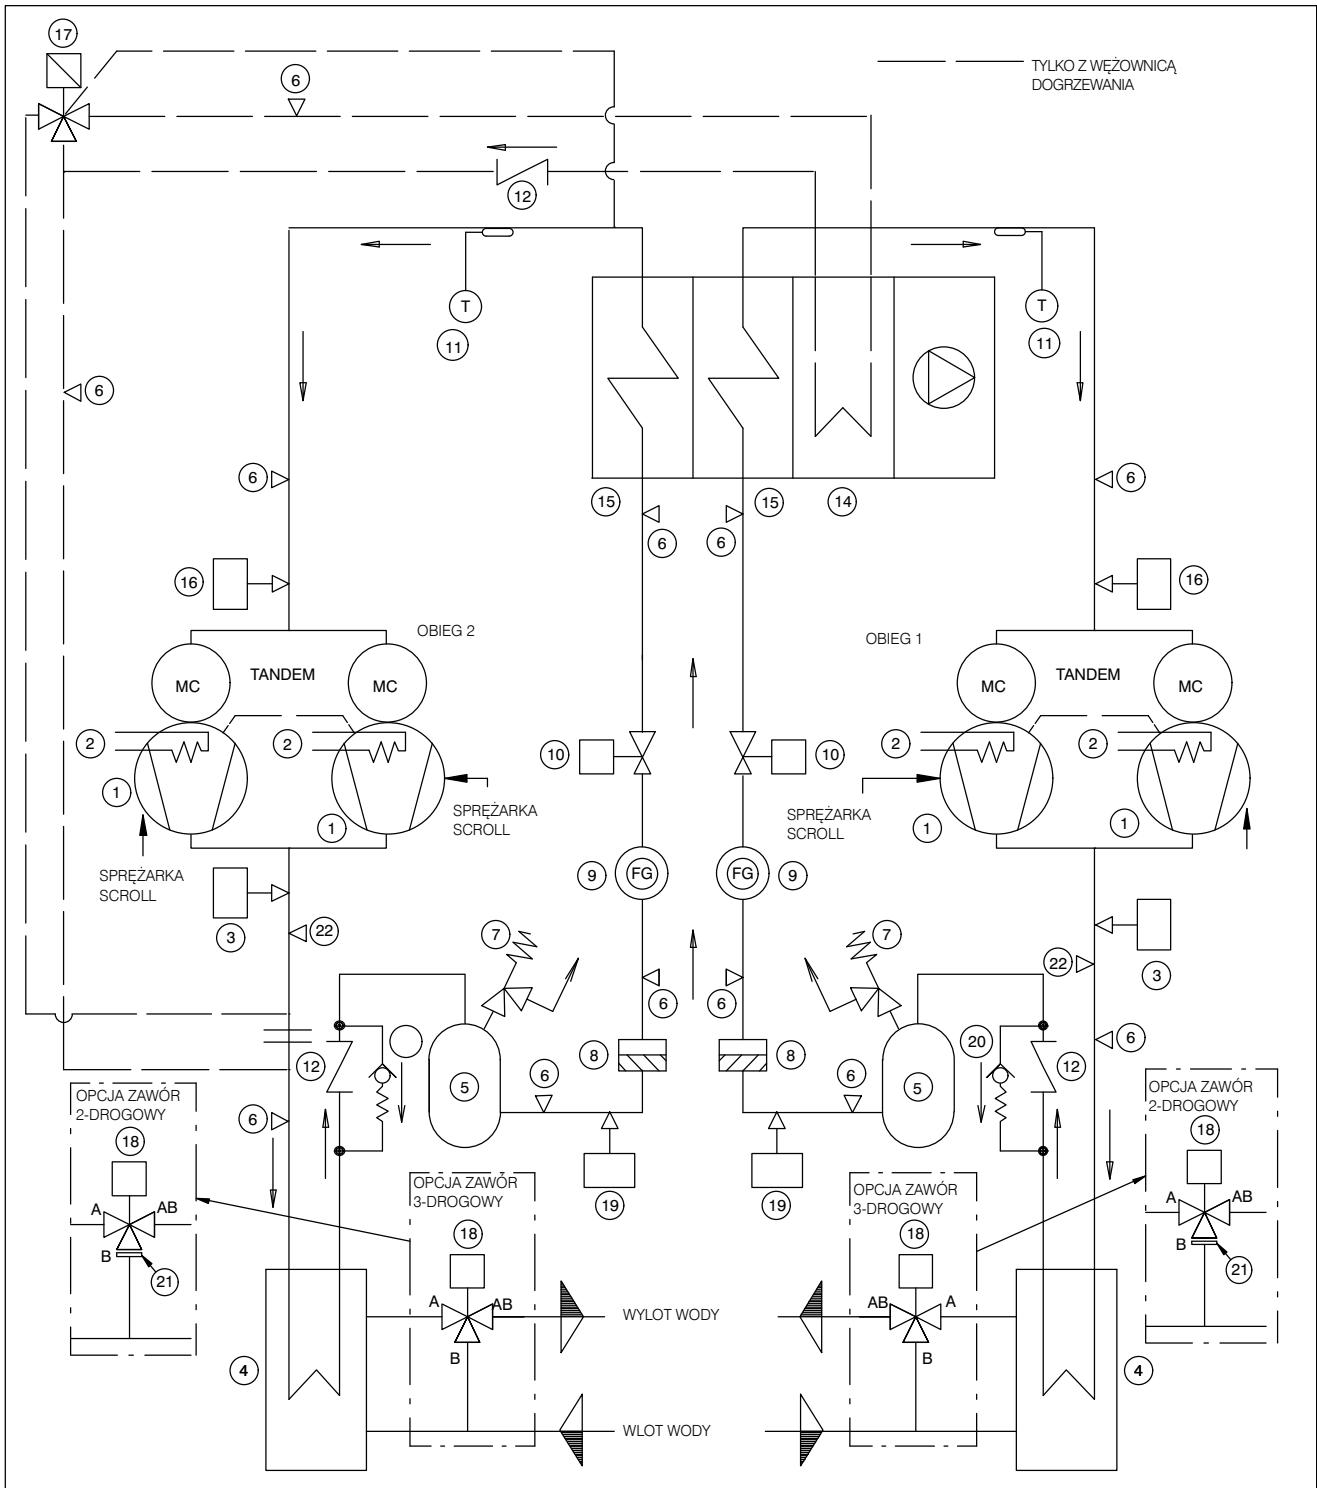 17
6
TYLKO Z WĘŻOWNICĄ
DOGRZEWANIA
12
T
11
T
11
6
6
15
15
14
6
6
6
16
16
OBIEG 2
OBIEG 1
MC
TANDEM
MC
MC
TANDEM
MC
2
2
10
10
2
2
1
1
SPRĘŻARKA
SCROLL
SPRĘŻARKA
SCROLL
1
1
SPRĘŻARKA
SCROLL
9
FG
FG
9
3
22
7
7
22
3
6
6
6
12
8
8
20
12
5
6
6
5
OPCJA ZAWÓR
2-DROGOWY
18
6
OPCJA ZAWÓR
2-DROGOWY
18
A
AB
B
21
OPCJA ZAWÓR
3-DROGOWY
18
19
19
OPCJA ZAWÓR
3-DROGOWY
18
A
AB
B
21
A
AB
B
WYLOT WODY
AB
A
B
4
4
WLOT WODY